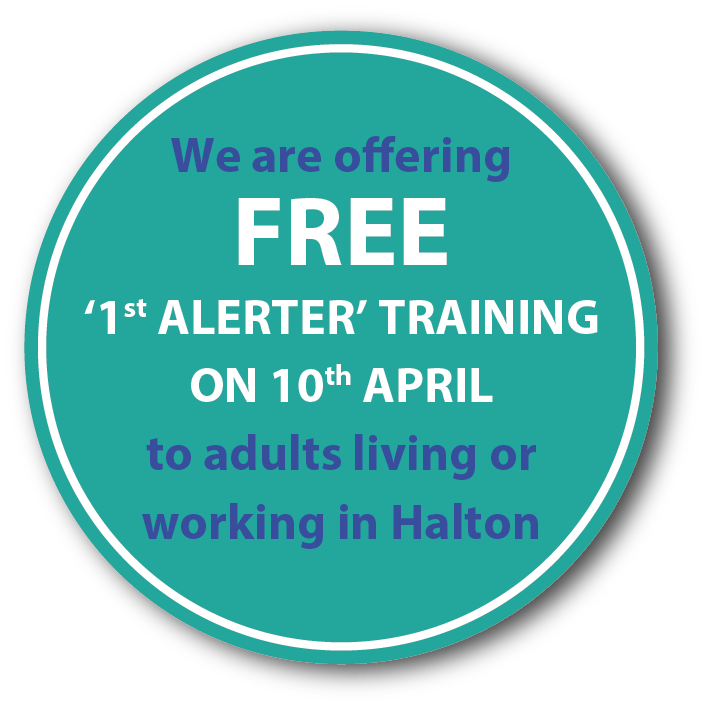 We are offering
FREE
‘1st ALERTER’ TRAINING
ON 10th APRIL
to adults living or
working in Halton